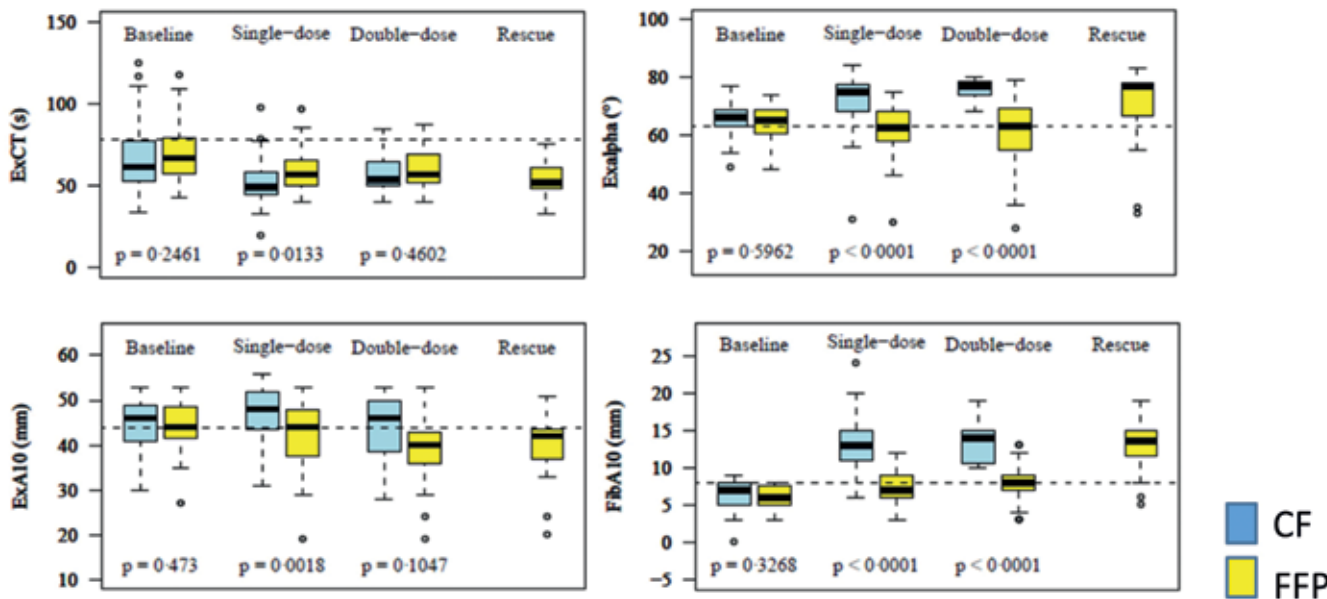 Baseline Single−dose Double−dose Rescue
ExCT (s)
150
100
50
0
p = 0·2461 p = 0·0133 p = 0·4602
Baseline Single−dose Double−dose Rescue
Exalpha (°)
100
80
60
40
20
p = 0·5962 p < 0·0001 p < 0·0001
Baseline Single−dose Double−dose Rescue
ExA10 (mm)
60
50
40
30
20
10
p = 0·473 p = 0·0018 p = 0·1047
Baseline Single−dose Double−dose Rescue
FibA10 (mm)
25
20
15
10
5
0
−5
p = 0·3268 p < 0·0001 p < 0·0001
CF
FFP